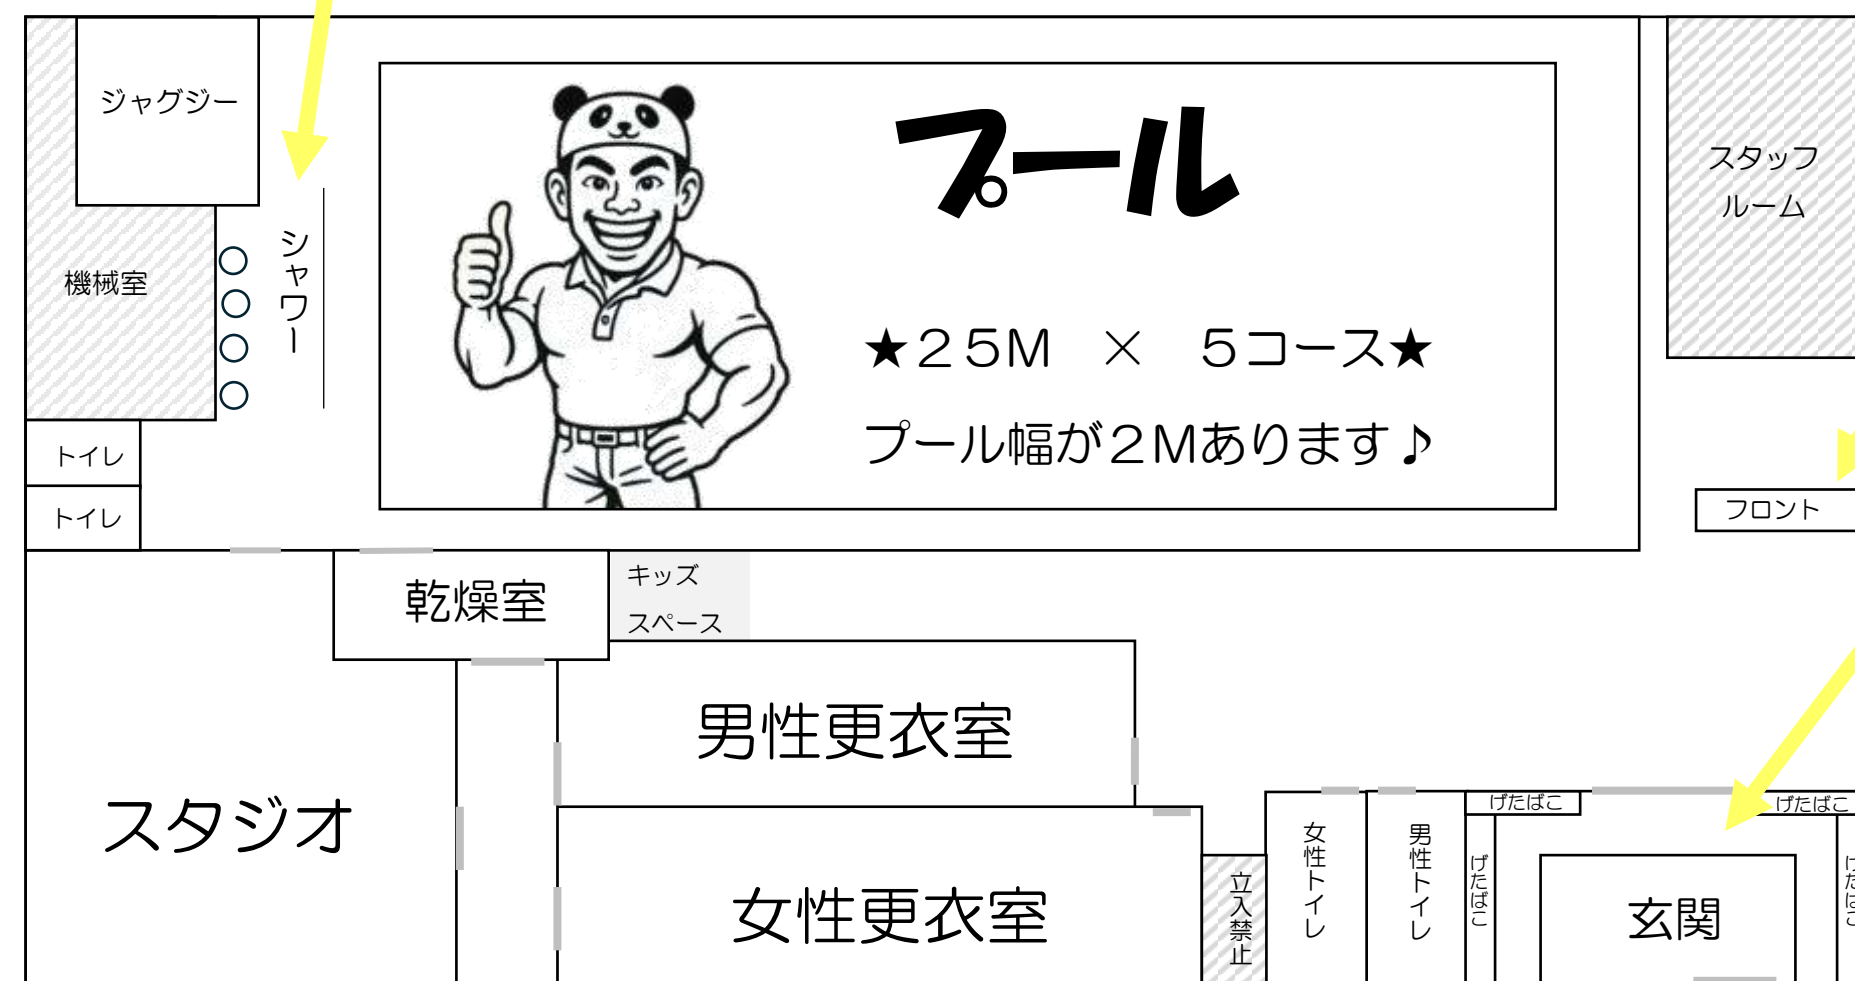 ジャグジー
機械室
シャワー
トイレ
トイレ
プール
★25M × 5コース★
プール幅が2Mあります♪
スタッフ
ルーム
フロント
乾燥室
キッズ
スペース
男性更衣室
女性更衣室
スタジオ
立入禁止
女性トイレ
男性トイレ
げたばこ
げたばこ
げたばこ
げたばこ
玄関